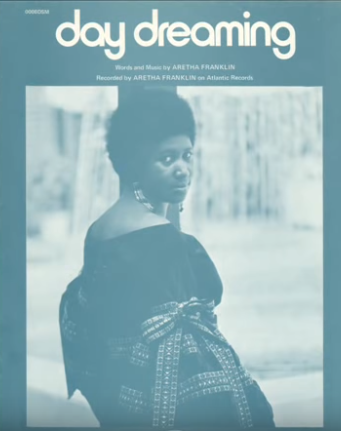 day dreaming
Words and Music by ARETHA FRANKLIN
Recorded by ARETHA FRANKLIN on Atlantic Records